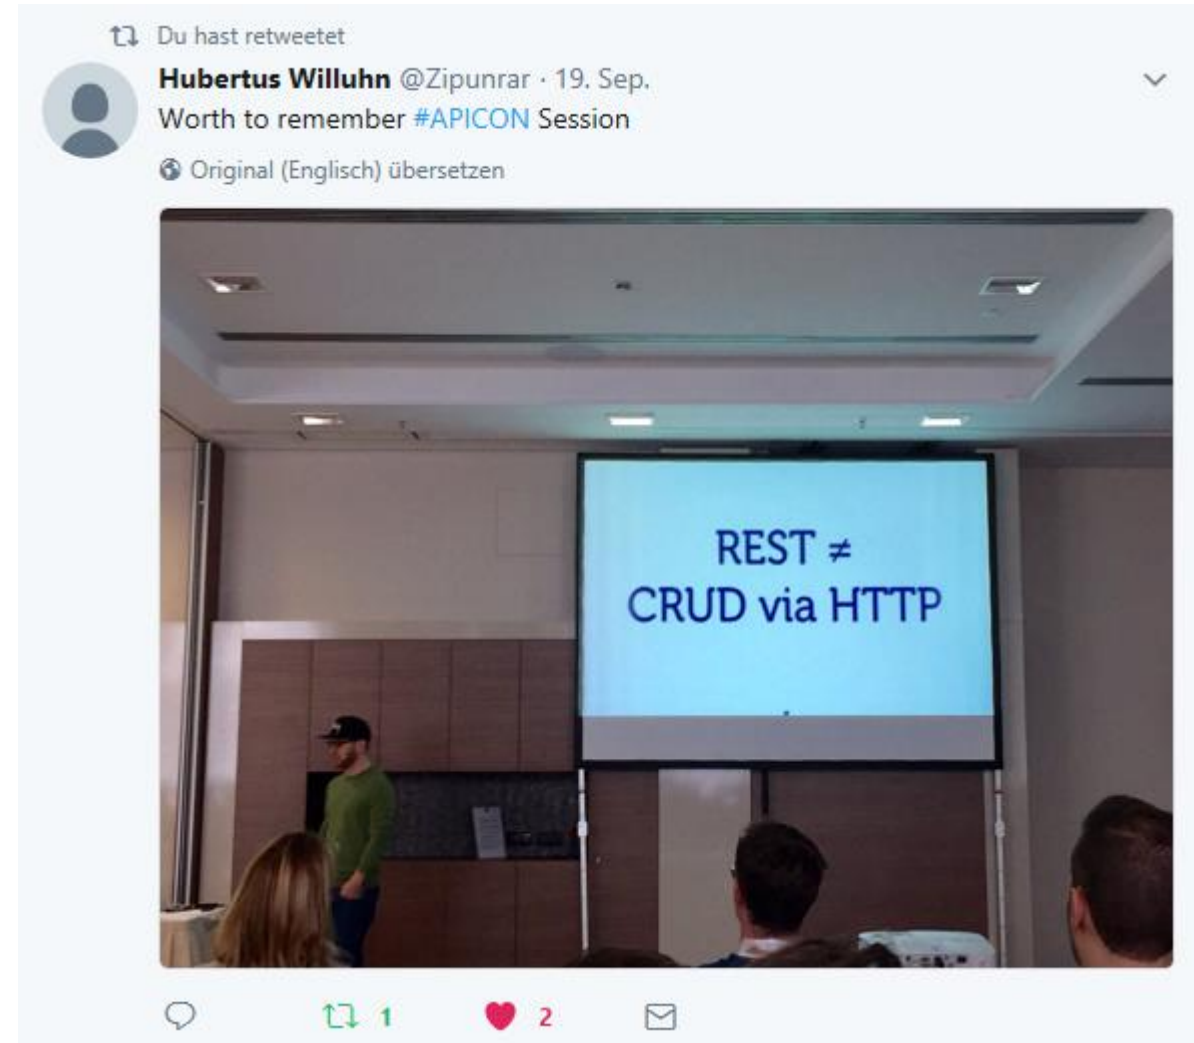 Du hast retweetet
Hubertus Willuhn @Zipunrar · 19. Sep.
Worth to remember #APICON Session
Original (Englisch) übersetzen
REST ≠
CRUD via HTTP
1 2